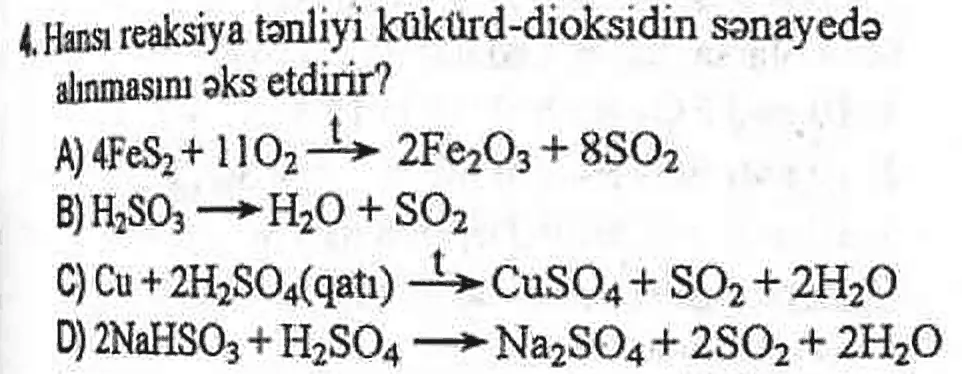 4. Hansı reaksiya tənliyi kükürd-dioksidin sənayedə
alınmasını əks etdirir?
A) 4FeS₂ + 11O₂ —t→ 2Fe₂O₃ + 8SO₂
B) H₂SO₃ ⟶ H₂O + SO₂
C) Cu + 2H₂SO₄(qatı) —t→ CuSO₄ + SO₂ + 2H₂O
D) 2NaHSO₃ + H₂SO₄ ⟶ Na₂SO₄ + 2SO₂ + 2H₂O